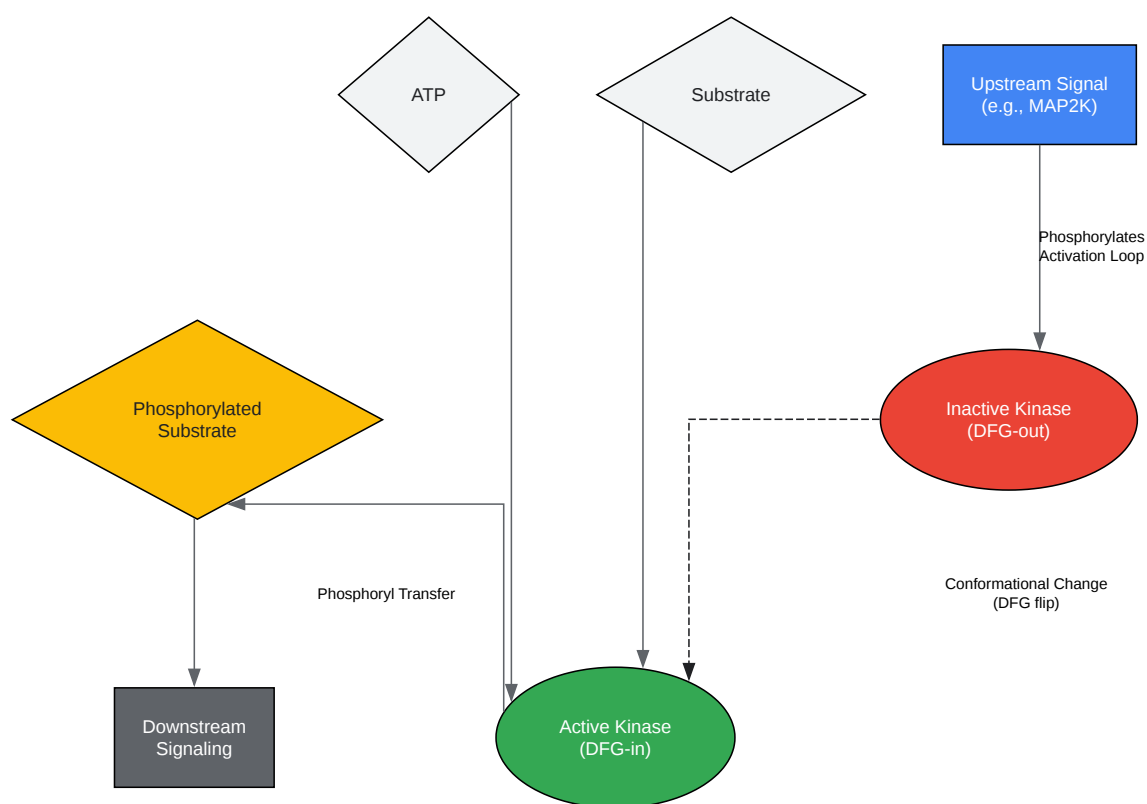 ATP
Substrate
Upstream Signal
(e.g., MAP2K)
Phosphorylates
Activation Loop
Phosphorylated
Substrate
Inactive Kinase
(DFG-out)
Phosphoryl Transfer
Conformational Change
(DFG flip)
Downstream
Signaling
Active Kinase
(DFG-in)